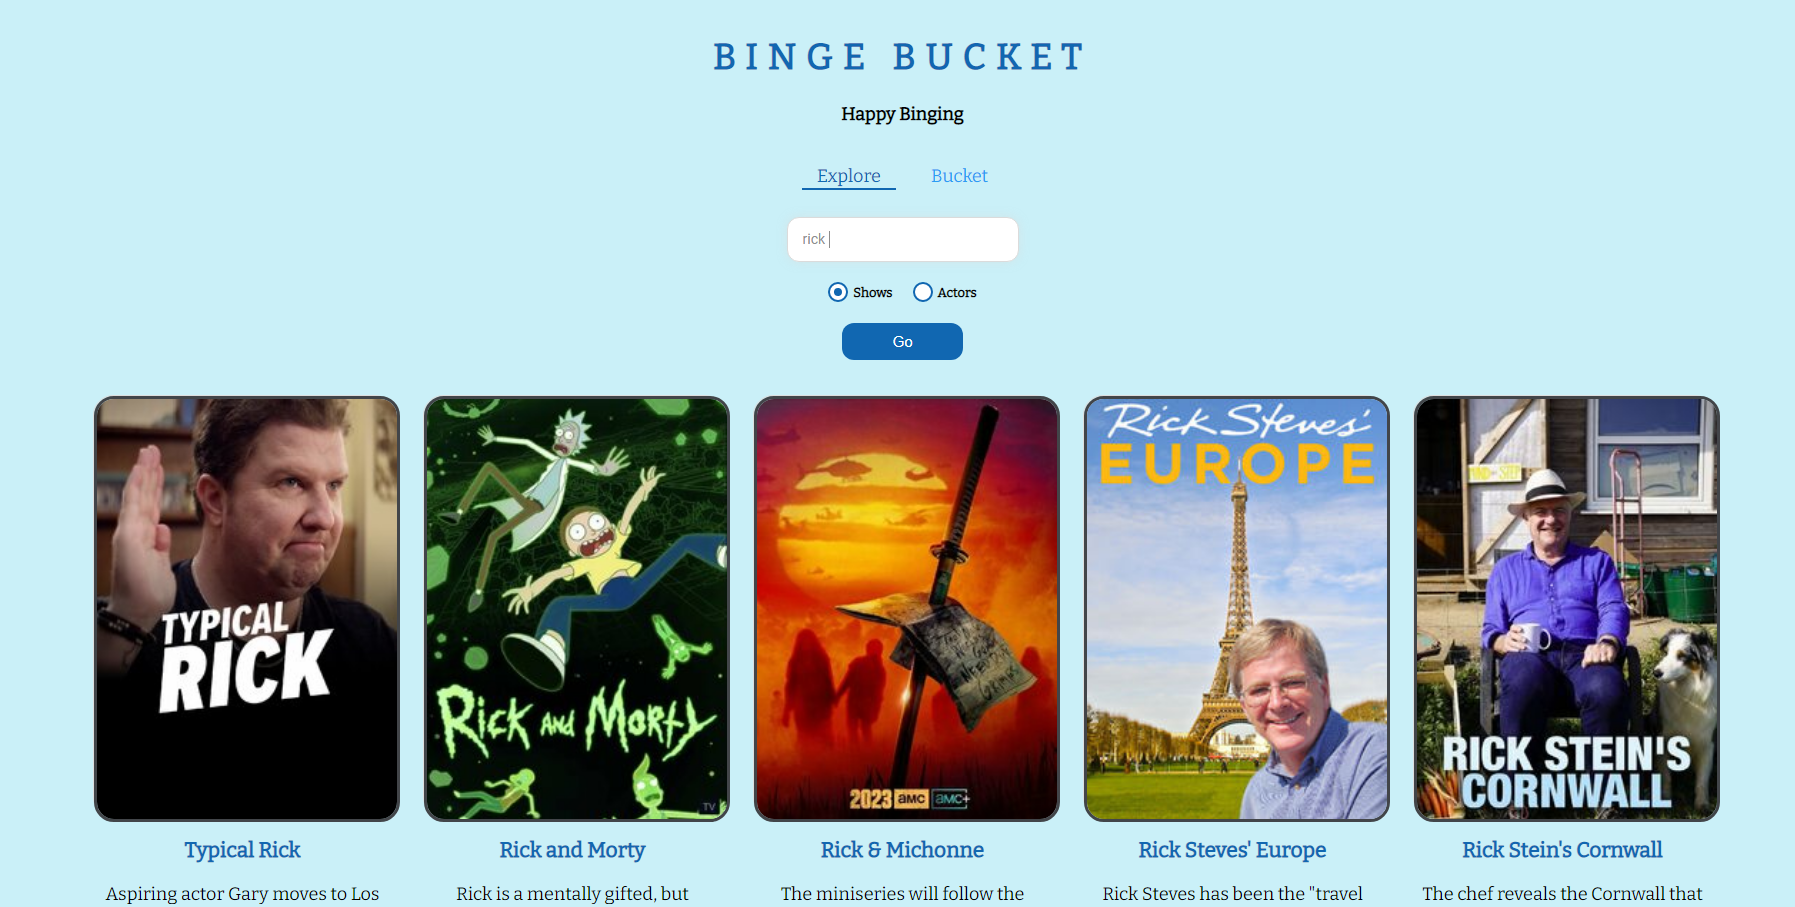 BINGE BUCKET
Happy Binging
Explore Bucket
rick
Shows Actors
Go
TYPICAL
RICK
Rick AND Morty
TV
2023 AMC AMC+
Rick Steves'
EUROPE
RICK STEIN'S
CORNWALL
Typical Rick
Rick and Morty
Rick & Michonne
Rick Steves' Europe
Rick Stein's Cornwall
Aspiring actor Gary moves to Los
Rick is a mentally gifted, but
The miniseries will follow the
Rick Steves has been the "travel
The chef reveals the Cornwall that